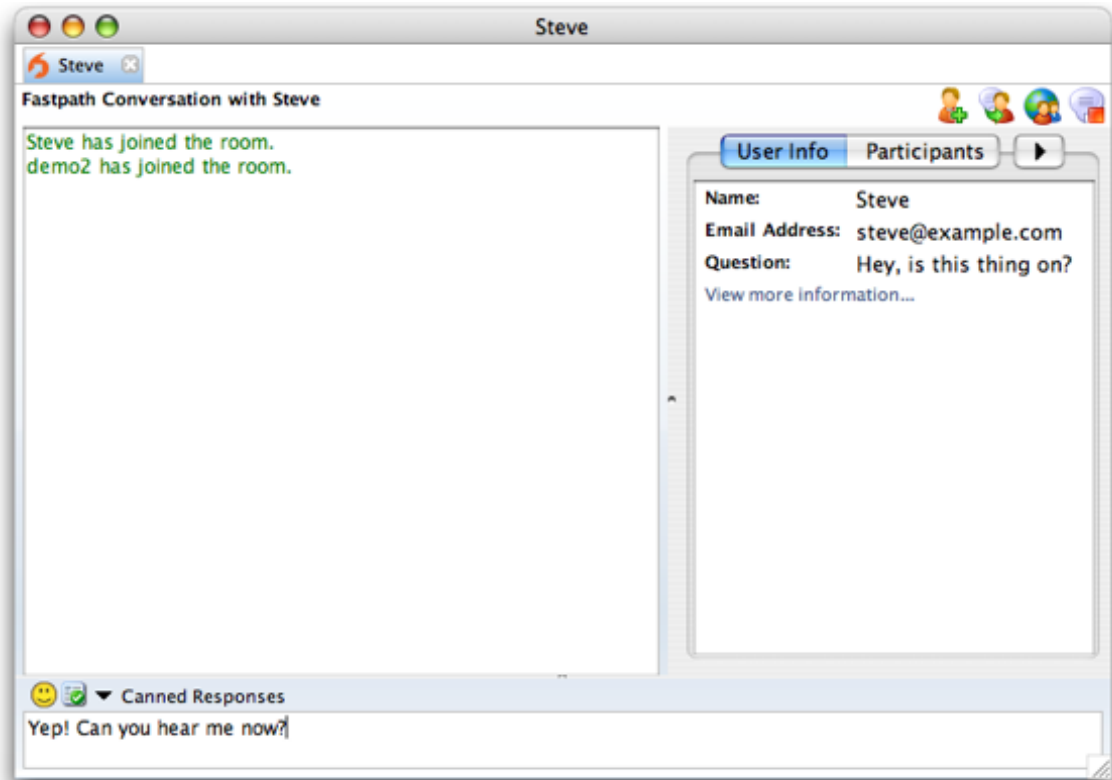 Steve
Steve
Fastpath Conversation with Steve
Steve has joined the room.
demo2 has joined the room.
User Info Participants
Name: Steve
Email Address: steve@example.com
Question: Hey, is this thing on?
View more information...
Canned Responses
Yep! Can you hear me now?